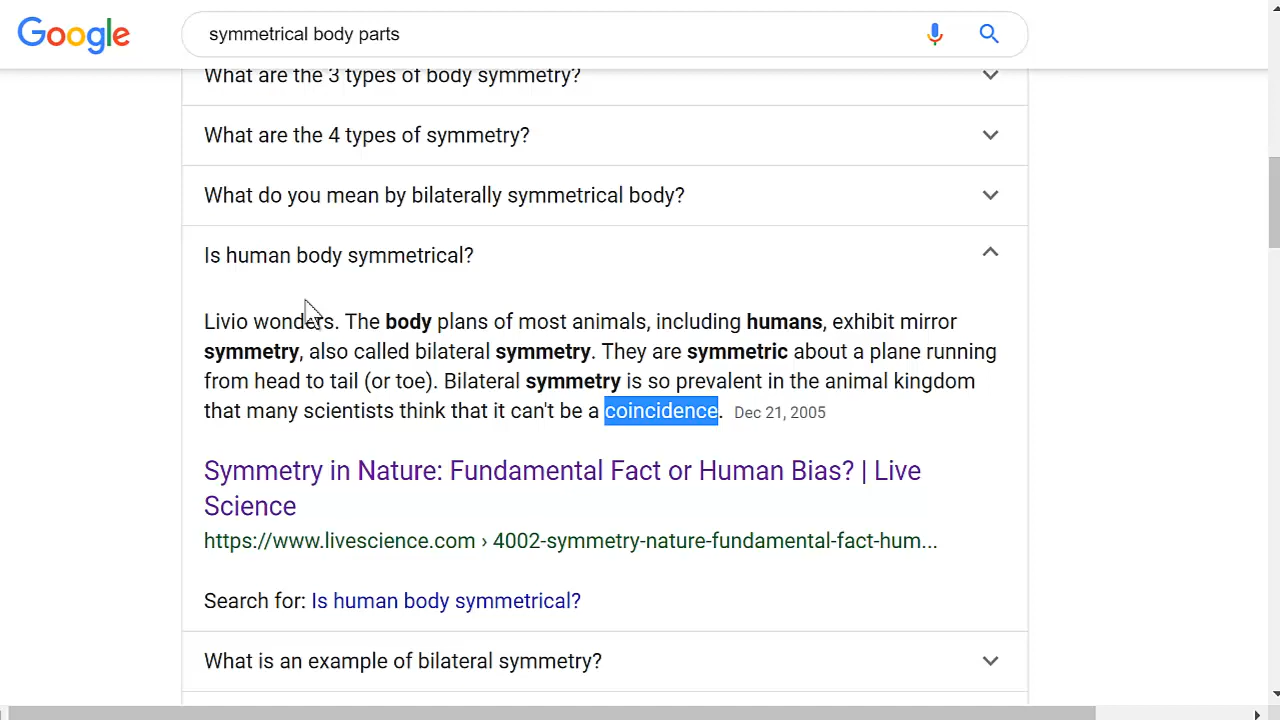 Google
symmetrical body parts
What are the 3 types of body symmetry?
What are the 4 types of symmetry?
What do you mean by bilaterally symmetrical body?
Is human body symmetrical?
Livio wonders. The body plans of most animals, including humans, exhibit mirror
symmetry, also called bilateral symmetry. They are symmetric about a plane running
from head to tail (or toe). Bilateral symmetry is so prevalent in the animal kingdom
that many scientists think that it can't be a coincidence. Dec 21, 2005
Symmetry in Nature: Fundamental Fact or Human Bias? | Live
Science
https://www.livescience.com › 4002-symmetry-nature-fundamental-fact-hum...
Search for: Is human body symmetrical?
What is an example of bilateral symmetry?